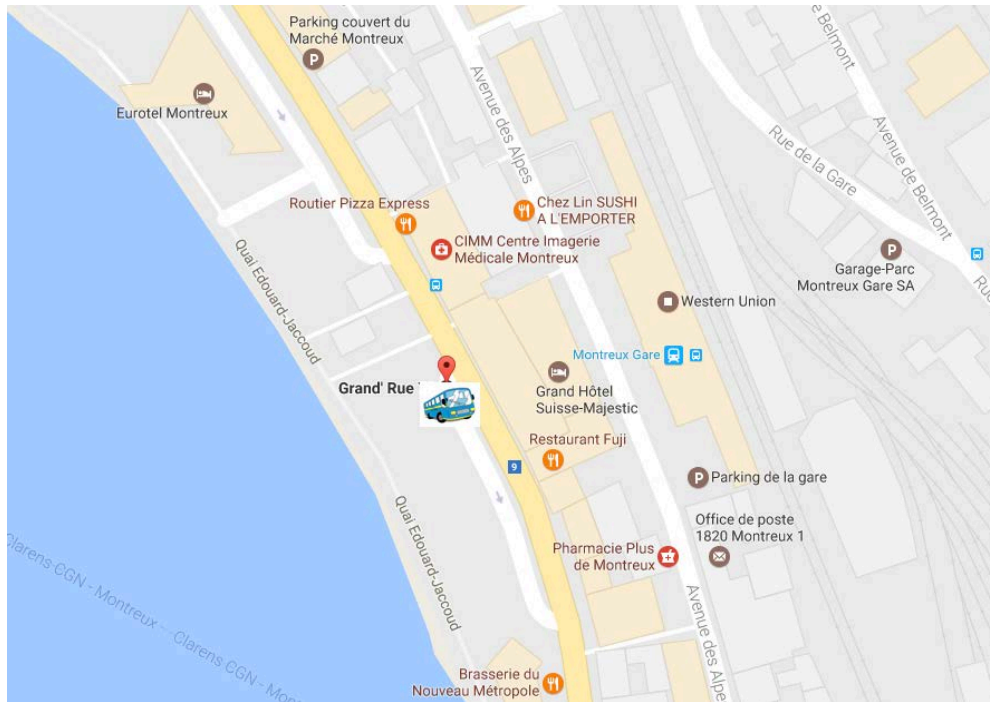 Parking couvert du
Marché Montreux
P
Eurotel Montreux
Avenue des Alpes
Avenue de Belmont
Avenue de Belmont
Rue de la Gare
Routier Pizza Express
Chez Lin SUSHI
A L'EMPORTER
CIMM Centre Imagerie
Médicale Montreux
P
Garage-Parc
Montreux Gare SA
Rue
Quai Edouard-Jaccoud
Western Union
Montreux Gare
Grand' Rue
Grand Hôtel
Suisse-Majestic
Restaurant Fuji
9
P
Parking de la gare
Quai Edouard-Jaccoud
Office de poste
1820 Montreux 1
Pharmacie Plus
de Montreux
Clarens CGN - Montreux - Clarens CGN - Mont
Avenue des Alpe
Brasserie du
Nouveau Métropole